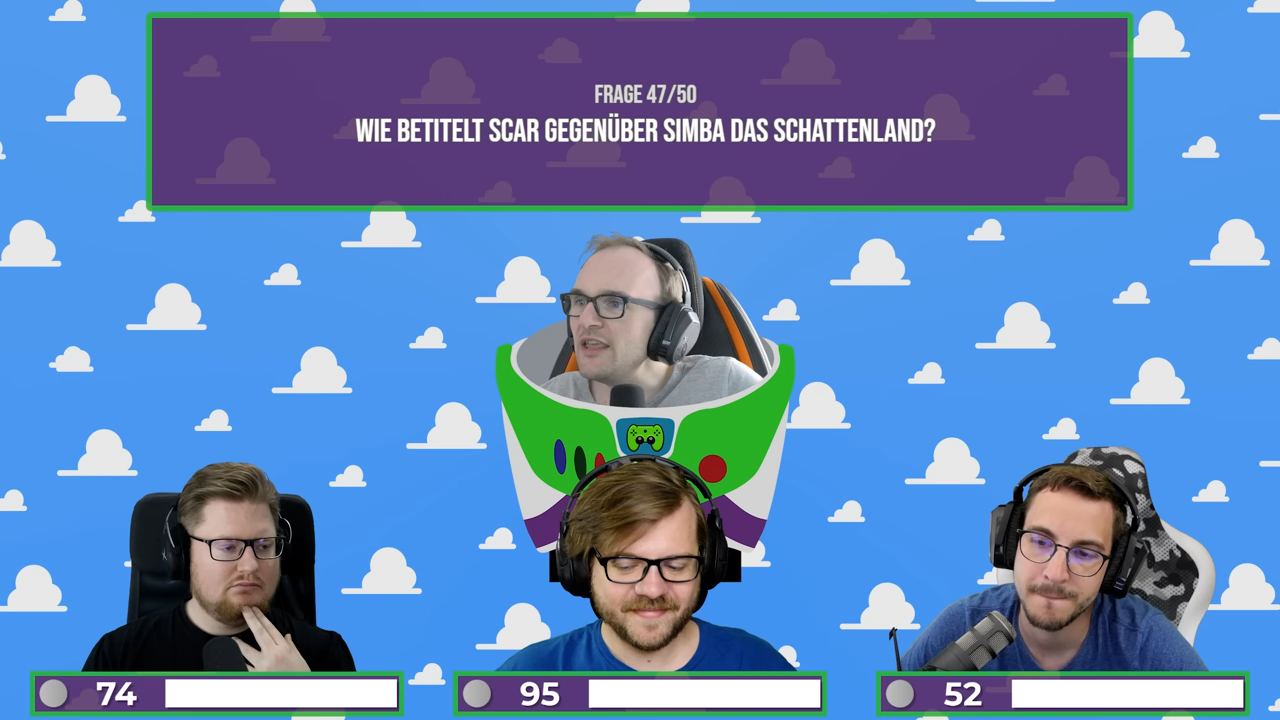 FRAGE 47/50
WIE BETITELT SCAR GEGENÜBER SIMBA DAS SCHATTENLAND?
74
95
52